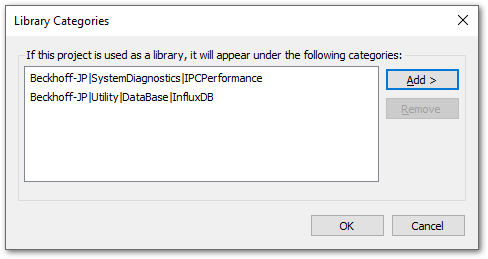 Library Categories
If this project is used as a library, it will appear under the following categories:
Beckhoff-JP|SystemDiagnostics|IPCPerformance
Beckhoff-JP|Utility|DataBase|InfluxDB
Add >
Remove
OK
Cancel